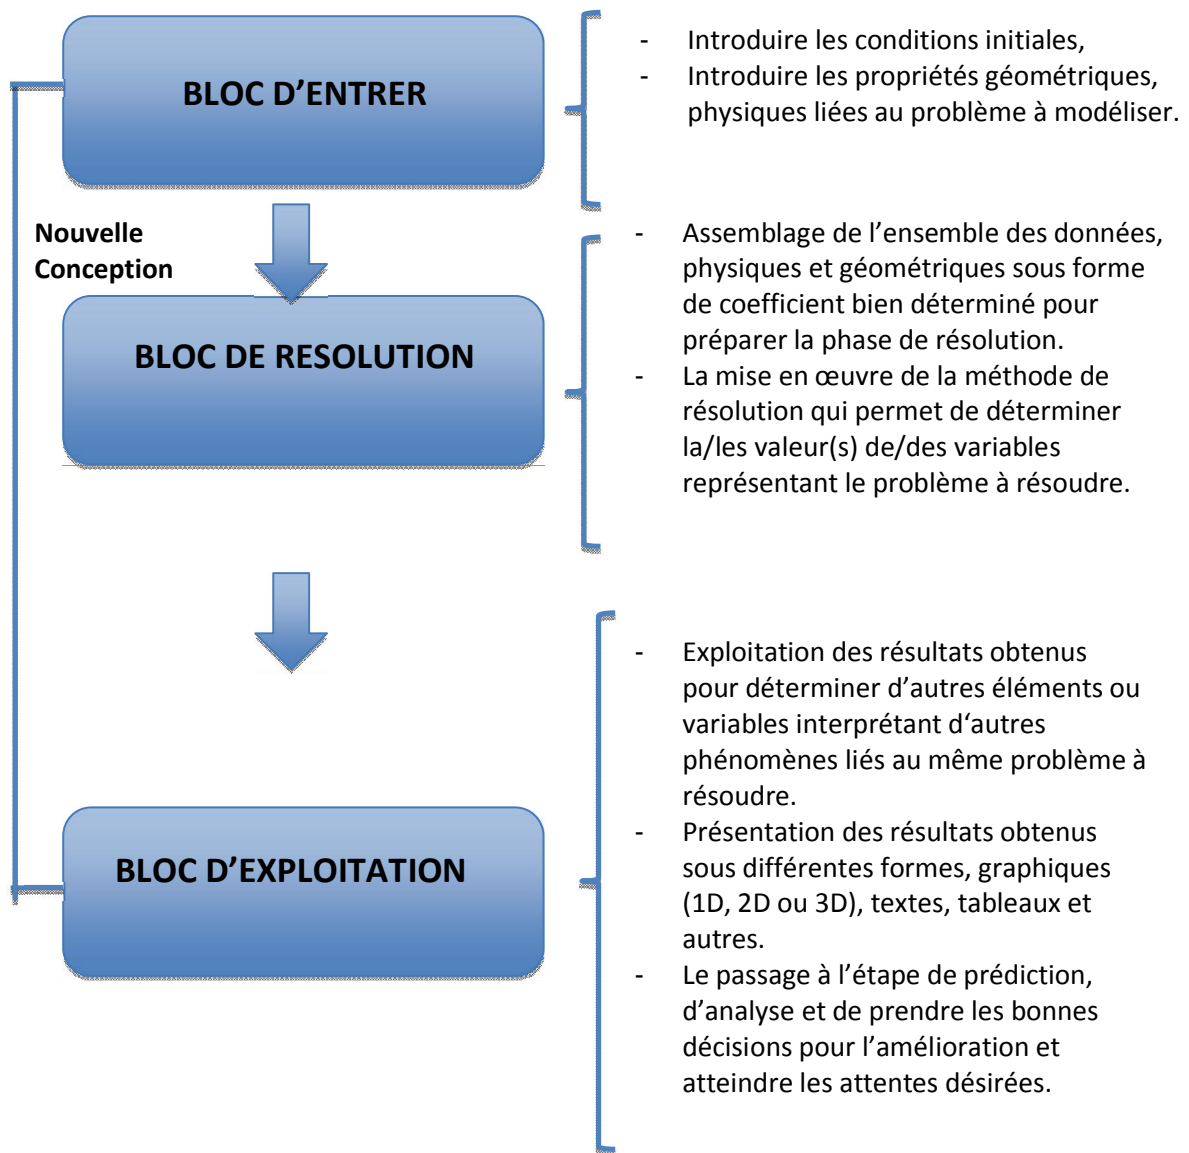 BLOC D’ENTRER
- Introduire les conditions initiales,
- Introduire les propriétés géométriques,
physiques liées au problème à modéliser.
Nouvelle
Conception
BLOC DE RESOLUTION
- Assemblage de l’ensemble des données,
physiques et géométriques sous forme
de coefficient bien déterminé pour
préparer la phase de résolution.
- La mise en œuvre de la méthode de
résolution qui permet de déterminer
la/les valeur(s) de/des variables
représentant le problème à résoudre.
BLOC D’EXPLOITATION
- Exploitation des résultats obtenus
pour déterminer d’autres éléments ou
variables interprétant d‘autres
phénomènes liés au même problème à
résoudre.
- Présentation des résultats obtenus
sous différentes formes, graphiques
(1D, 2D ou 3D), textes, tableaux et
autres.
- Le passage à l’étape de prédiction,
d’analyse et de prendre les bonnes
décisions pour l’amélioration et
atteindre les attentes désirées.